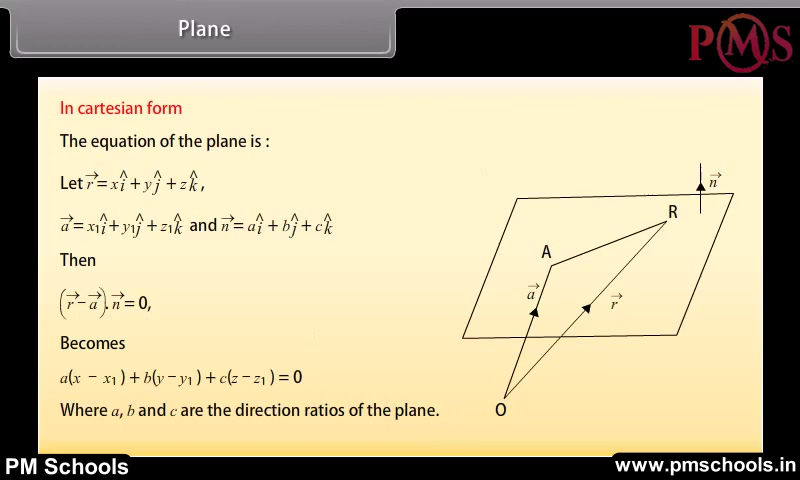 Plane
PMS
In cartesian form
The equation of the plane is :
Let r⃗ = xî + yĵ + zk̂ ,
a⃗ = x₁î + y₁ĵ + z₁k̂ and n⃗ = aî + bĵ + ck̂
Then
(r⃗ − a⃗). n⃗ = 0,
Becomes
a(x − x₁) + b(y − y₁) + c(z − z₁) = 0
Where a, b and c are the direction ratios of the plane.
n⃗
R
A
a⃗
r⃗
O
PM Schools
www.pmschools.in